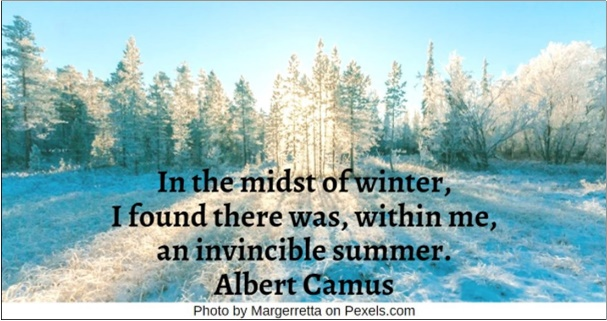 In the midst of winter,
I found there was, within me,
an invincible summer.
Albert Camus
Photo by Margerretta on Pexels.com